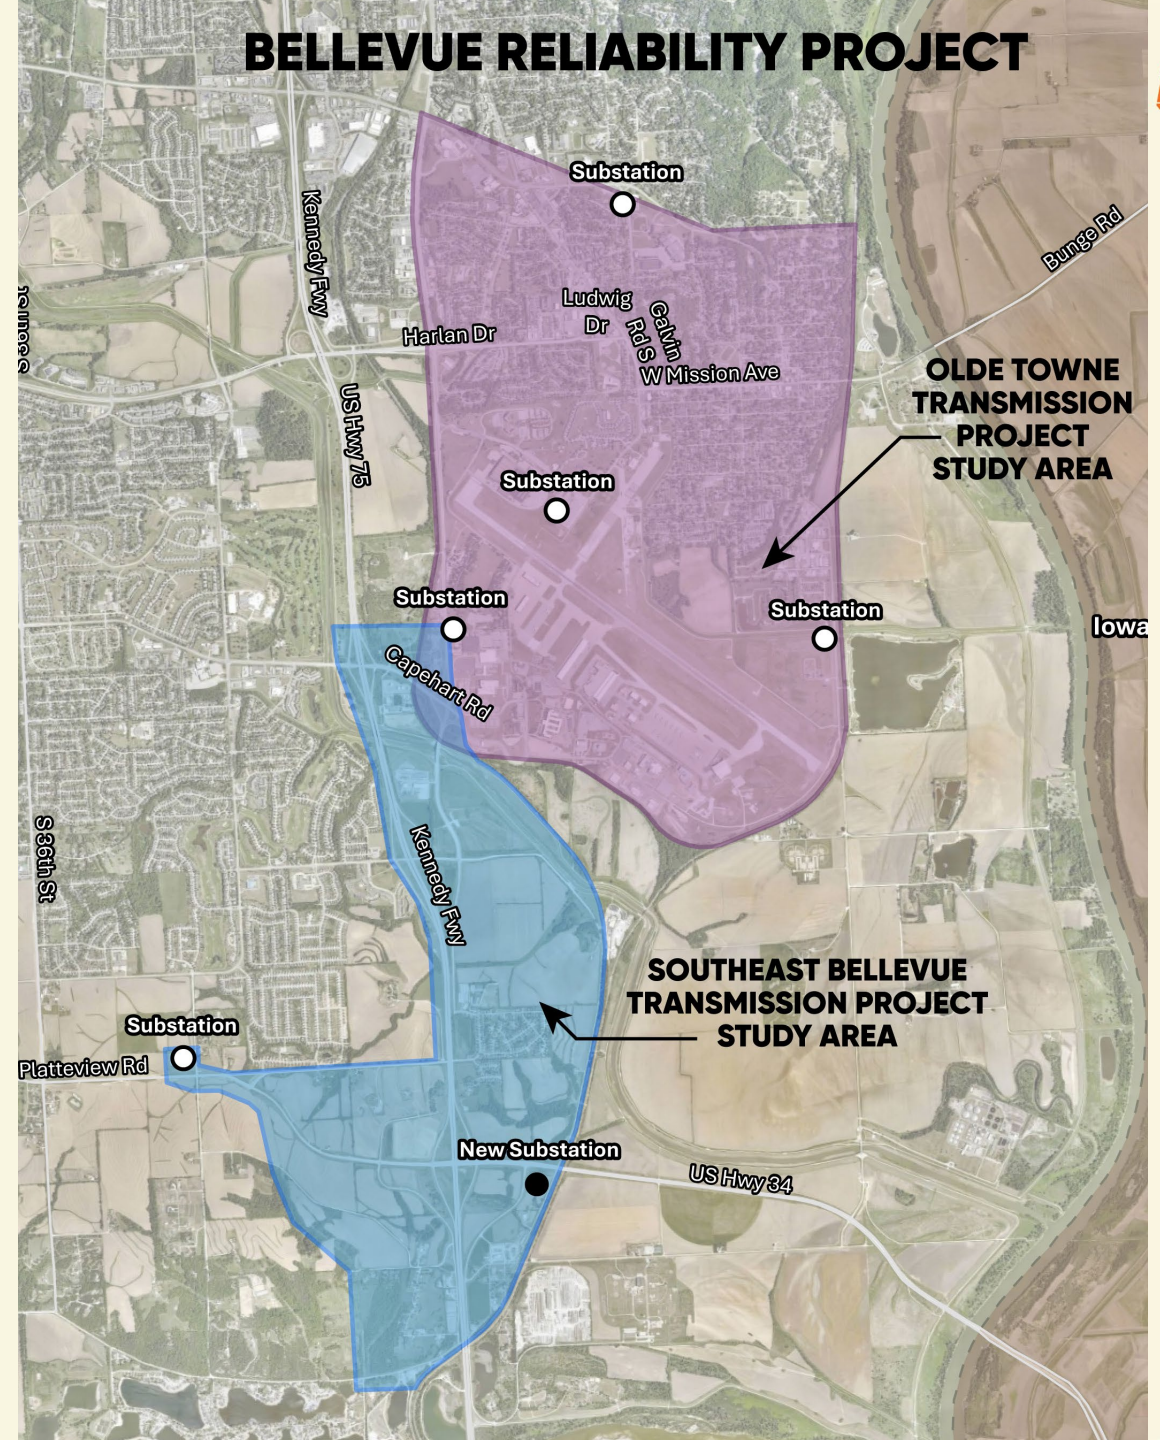 BELLEVUE RELIABILITY PROJECT
Substation
Kennedy Fwy
Bunge Rd
Ludwig
Dr
Galvin
Rd S
Harlan Dr
W Mission Ave
OLDE TOWNE
TRANSMISSION
PROJECT
STUDY AREA
US Hwy 75
Substation
Substation
Substation
Iowa
Capehart Rd
S 36th St
Kennedy Fwy
SOUTHEAST BELLEVUE
TRANSMISSION PROJECT
STUDY AREA
Substation
Platteview Rd
New Substation
US Hwy 34